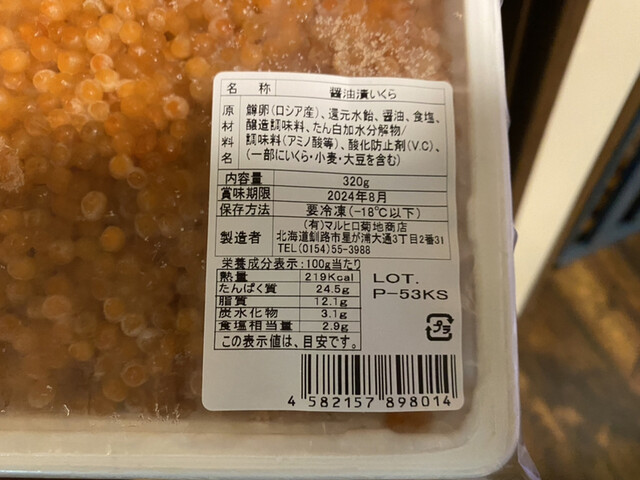 名称 醤油漬いくら
原材料名 鱒卵(ロシア産)、還元水飴、醤油、食塩、
醸造調味料、たん白加水分解物/
調味料(アミノ酸等)、酸化防止剤(V.C)、
(一部にいくら・小麦・大豆を含む)
内容量 320g
賞味期限 2024年8月
保存方法 要冷凍(-18℃以下)
製造者 (有)マルヒロ菊地商店
北海道釧路市星が浦大通3丁目2番31
TEL(0154)55-3988
栄養成分表示:100g当たり
熱量 219Kcal
たんぱく質 24.5g
脂質 12.1g
炭水化物 3.1g
食塩相当量 2.9g
この表示値は、目安です。
LOT.
P-53KS
プラ
4 582157 898014